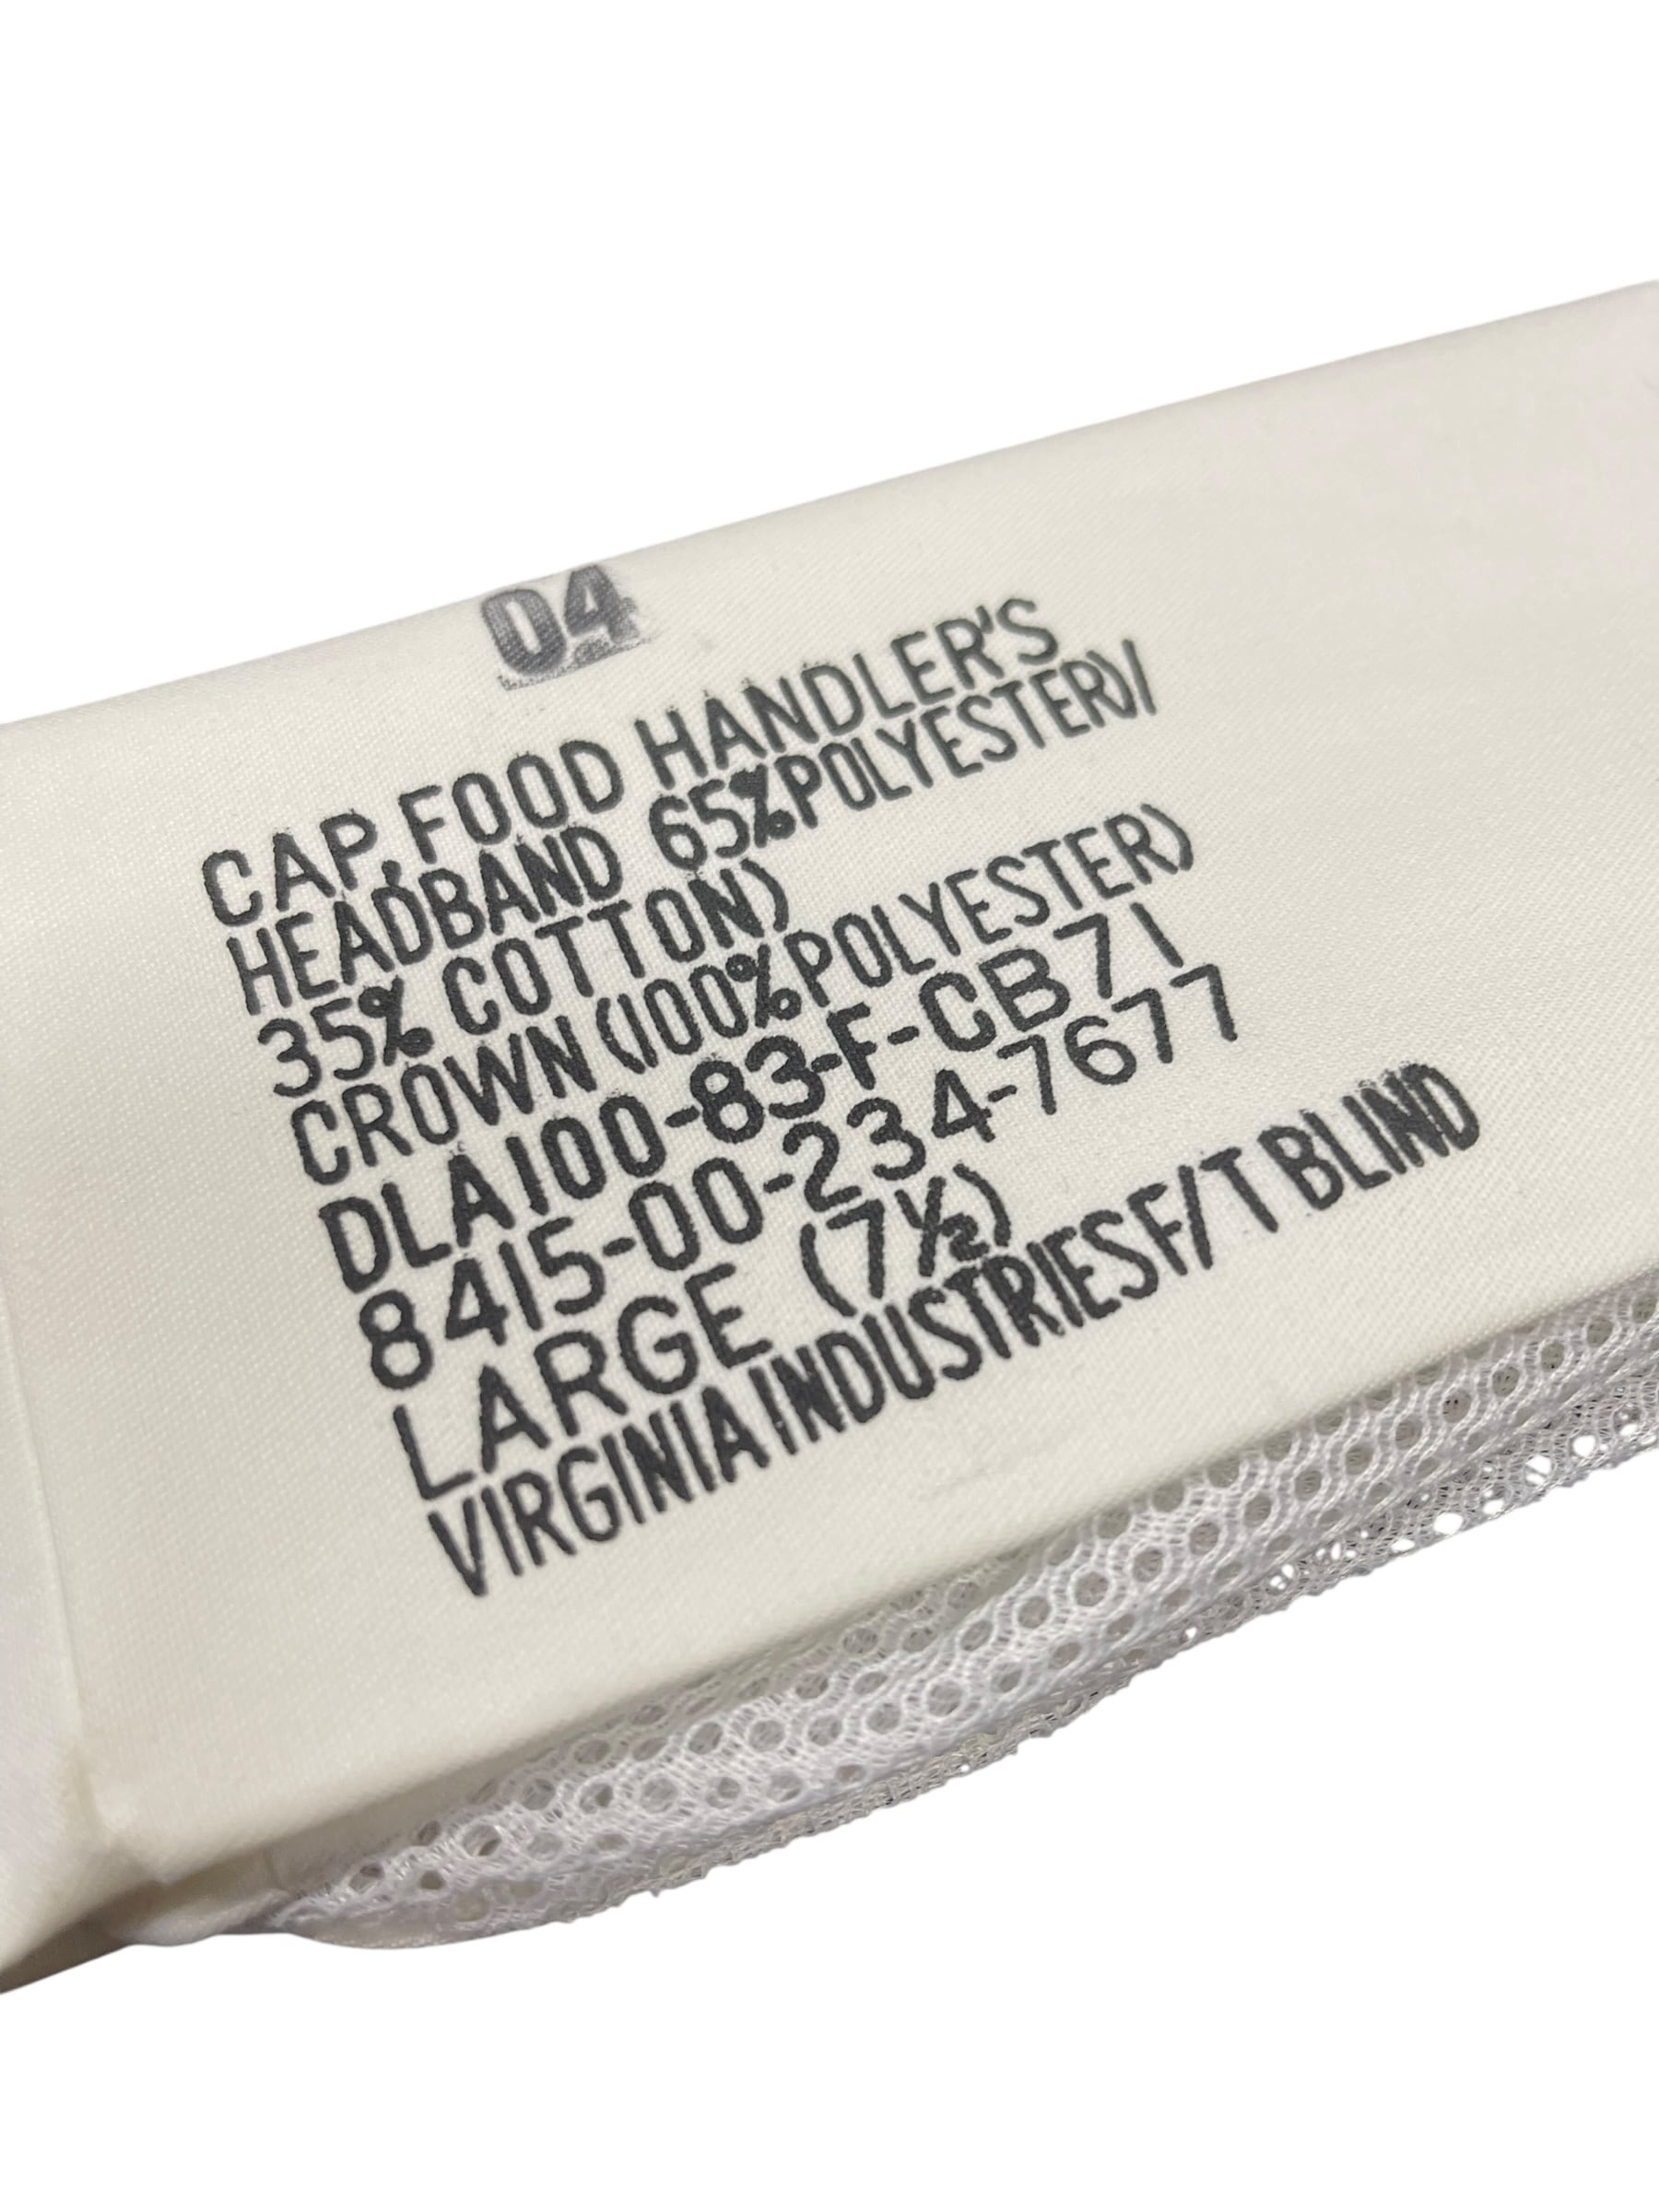 04
CAP,FOOD HANDLER'S
HEADBAND 65%POLYESTER)/
35% COTTON)
CROWN (100%POLYESTER)
DLA100-83-F-CB71
8415-00-234-7677
LARGE (7½)
VIRGINIA INDUSTRIES F/T BLIND